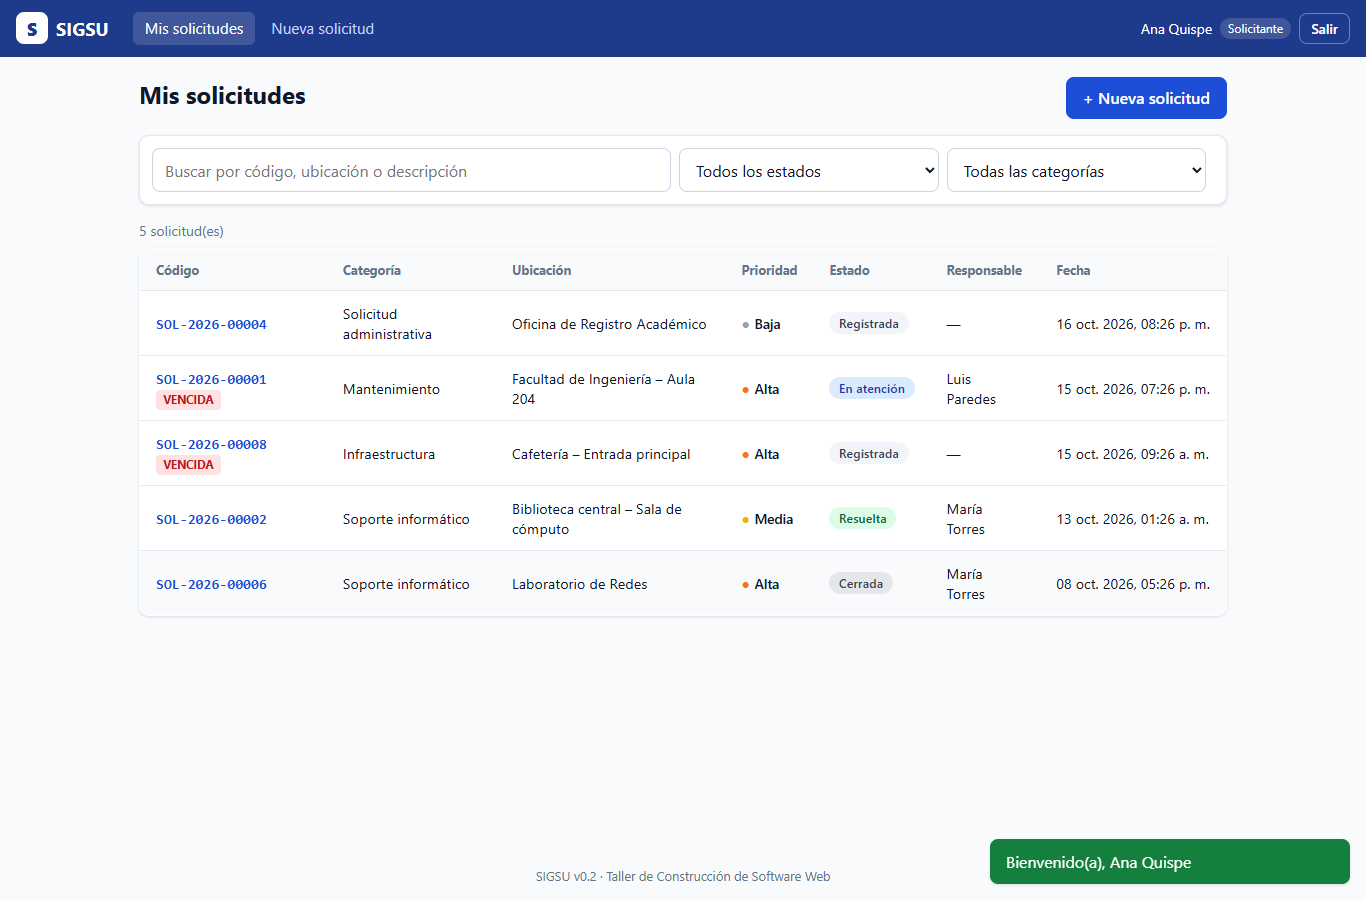 S SIGSU Mis solicitudes Nueva solicitud Ana Quispe Solicitante Salir
Mis solicitudes
+ Nueva solicitud
Buscar por código, ubicación o descripción Todos los estados Todas las categorías
5 solicitud(es)
Código Categoría Ubicación Prioridad Estado Responsable Fecha
SOL-2026-00004 Solicitud administrativa Oficina de Registro Académico Baja Registrada — 16 oct. 2026, 08:26 p. m.
SOL-2026-00001 VENCIDA Mantenimiento Facultad de Ingeniería – Aula 204 Alta En atención Luis Paredes 15 oct. 2026, 07:26 p. m.
SOL-2026-00008 VENCIDA Infraestructura Cafetería – Entrada principal Alta Registrada — 15 oct. 2026, 09:26 a. m.
SOL-2026-00002 Soporte informático Biblioteca central – Sala de cómputo Media Resuelta María Torres 13 oct. 2026, 01:26 a. m.
SOL-2026-00006 Soporte informático Laboratorio de Redes Alta Cerrada María Torres 08 oct. 2026, 05:26 p. m.
Bienvenido(a), Ana Quispe
SIGSU v0.2 · Taller de Construcción de Software Web